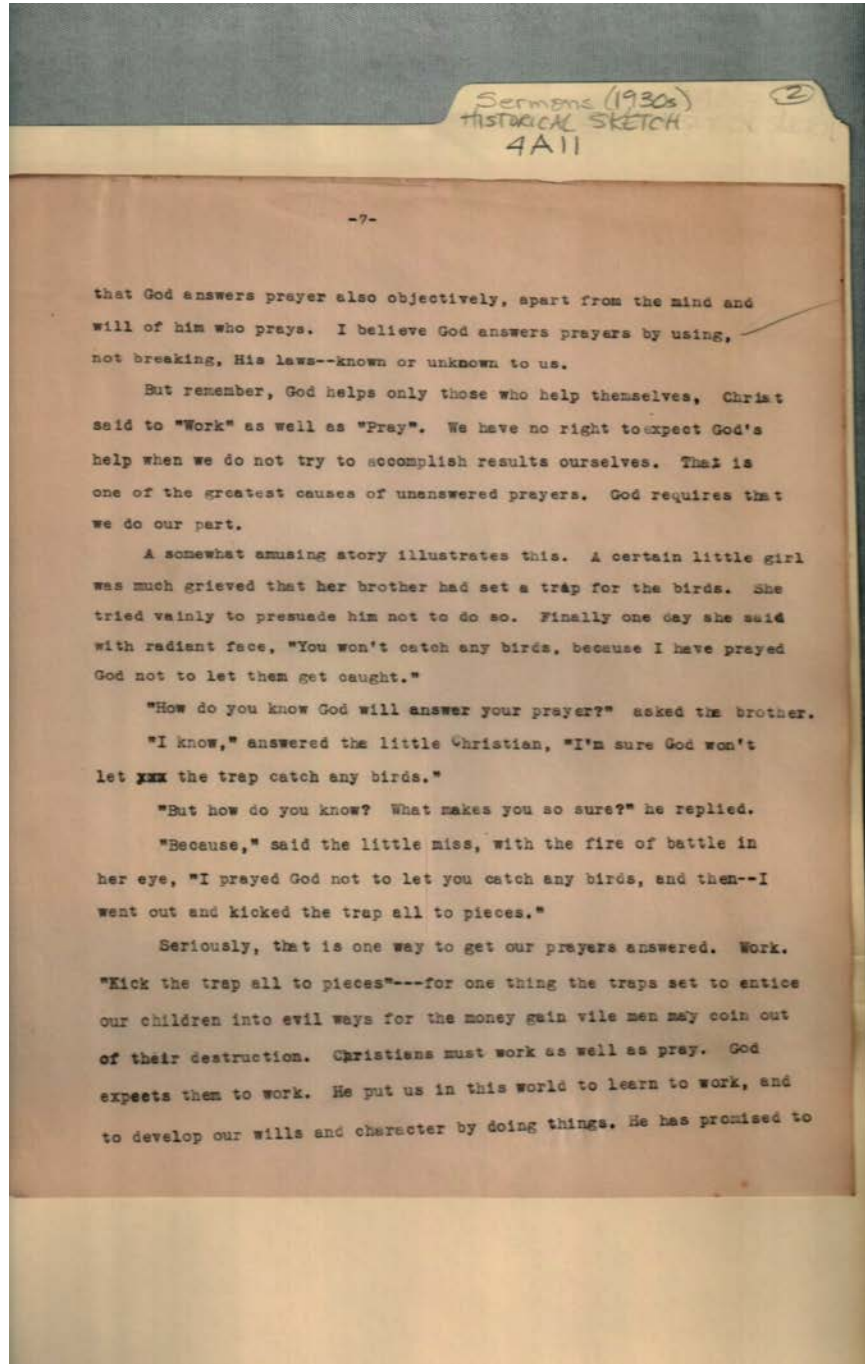 Sermons (1930s)
②
HISTORICAL SKETCH
4A11
-7-
that God answers prayer also objectively, apart from the mind and
will of him who prays. I believe God answers prayers by using,
not breaking, His laws--known or unknown to us.
But remember, God helps only those who help themselves, Christ
said to "Work" as well as "Pray". We have no right to expect God's
help when we do not try to accomplish results ourselves. That is
one of the greatest causes of unanswered prayers. God requires that
we do our part.
A somewhat amusing story illustrates this. A certain little girl
was much grieved that her brother had set a trap for the birds. She
tried vainly to presuade him not to do so. Finally one day she said
with radiant face, "You won't catch any birds, because I have prayed
God not to let them get caught."
"How do you know God will answer your prayer?" asked the brother.
"I know," answered the little Christian, "I'm sure God won't
let xxx the trap catch any birds."
"But how do you know? What makes you so sure?" he replied.
"Because," said the little miss, with the fire of battle in
her eye, "I prayed God not to let you catch any birds, and then--I
went out and kicked the trap all to pieces."
Seriously, that is one way to get our prayers answered. Work.
"Kick the trap all to pieces"---for one thing the traps set to entice
our children into evil ways for the money gain vile men may coin out
of their destruction. Christians must work as well as pray. God
expects them to work. He put us in this world to learn to work, and
to develop our wills and character by doing things. He has promised to